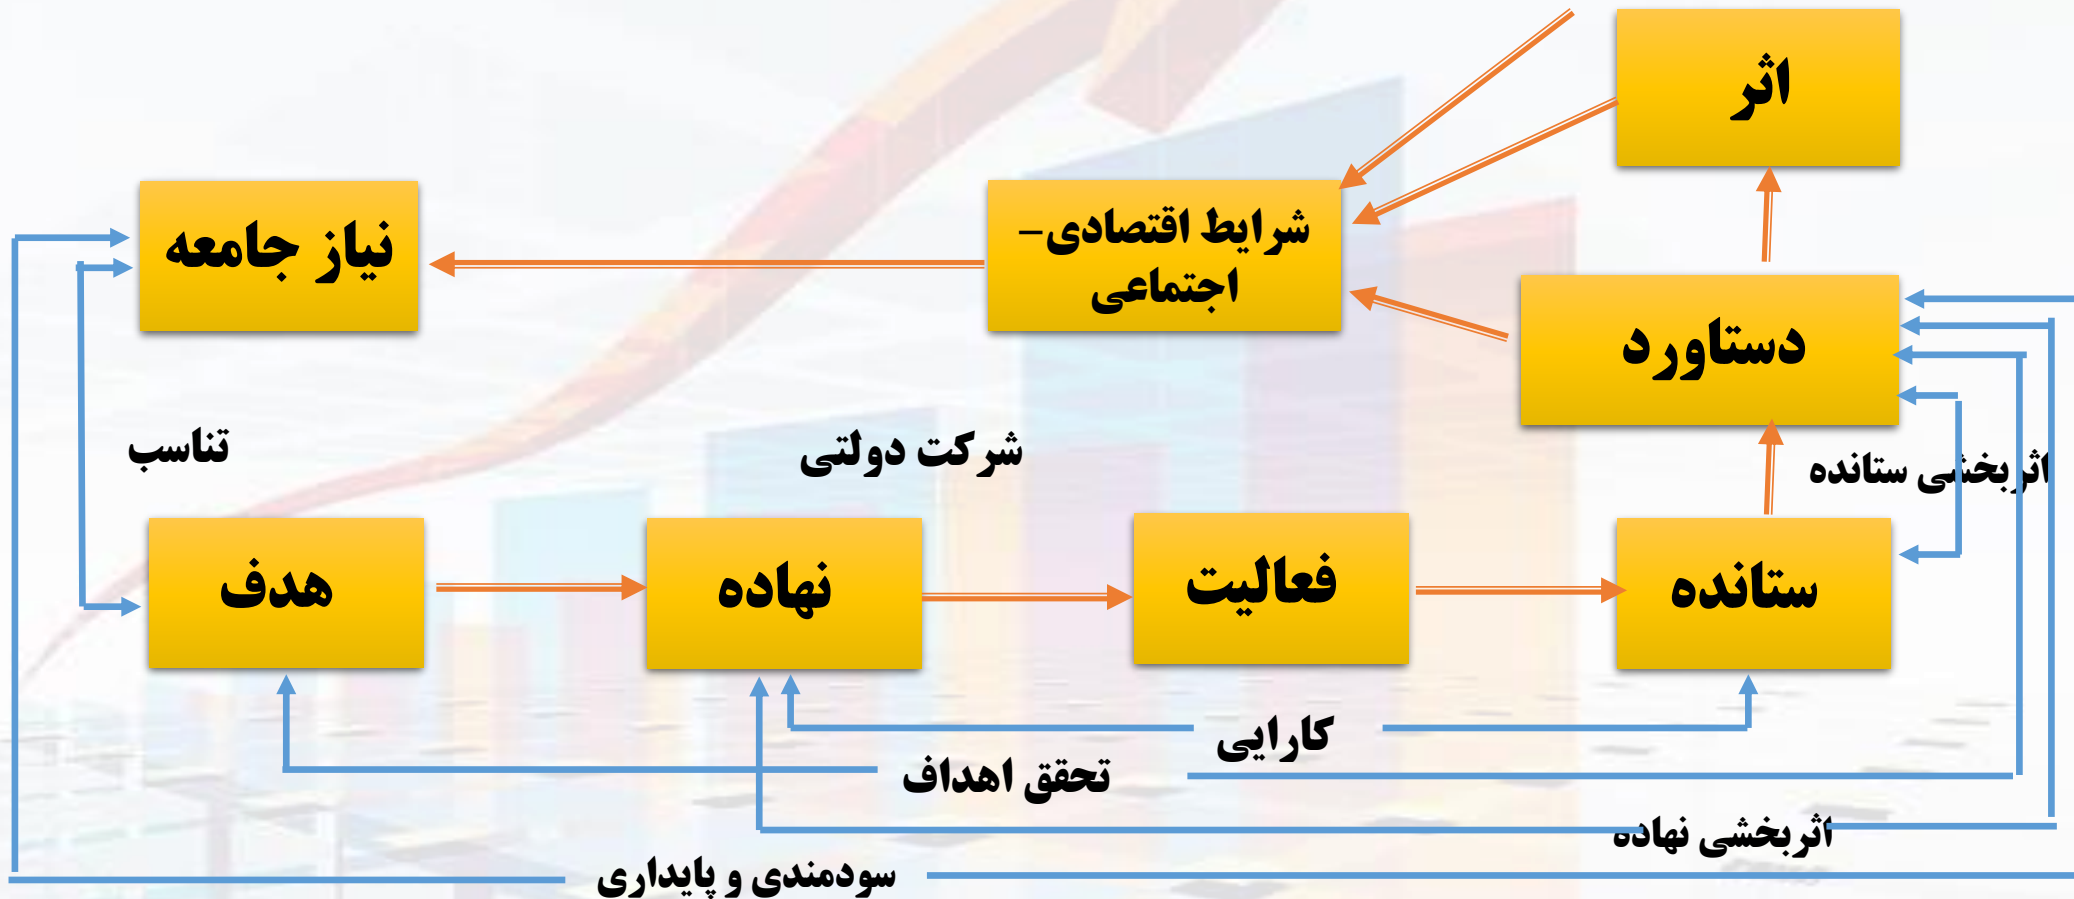 اثر
شرایط اقتصادی-
اجتماعی
نیاز جامعه
دستاورد
تناسب
شرکت دولتی
اثربخشی ستانده
هدف
نهاده
فعالیت
ستانده
کارایی
تحقق اهداف
اثربخشی نهاده
سودمندی و پایداری